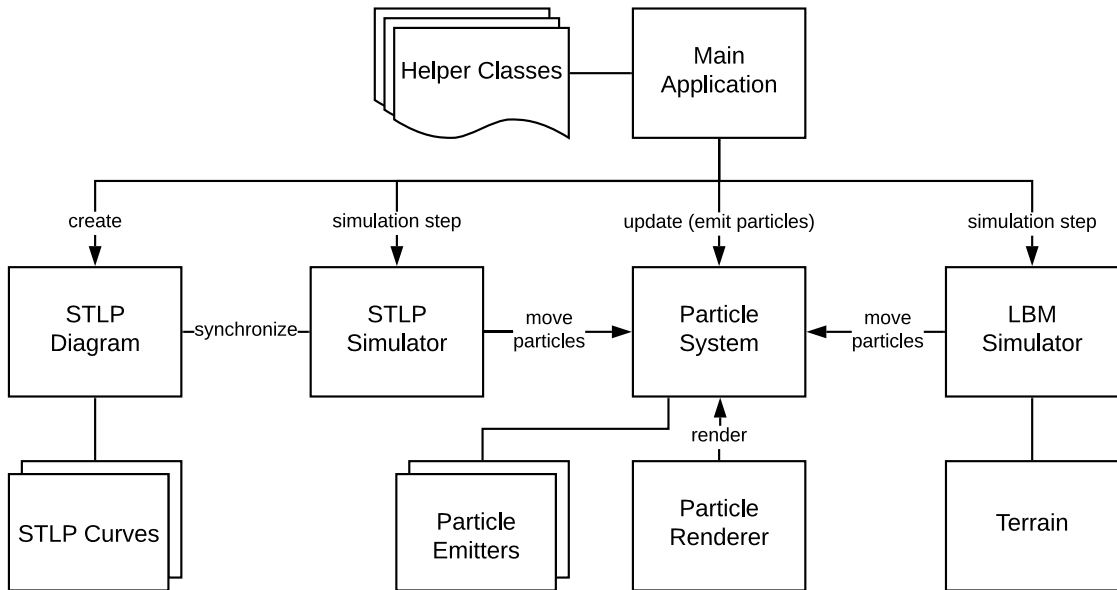 Helper Classes
Main
Application
create
simulation step
update (emit particles)
simulation step
STLP
Diagram
synchronize
STLP
Simulator
move
particles
Particle
System
move
particles
LBM
Simulator
render
STLP Curves
Particle
Emitters
Particle
Renderer
Terrain